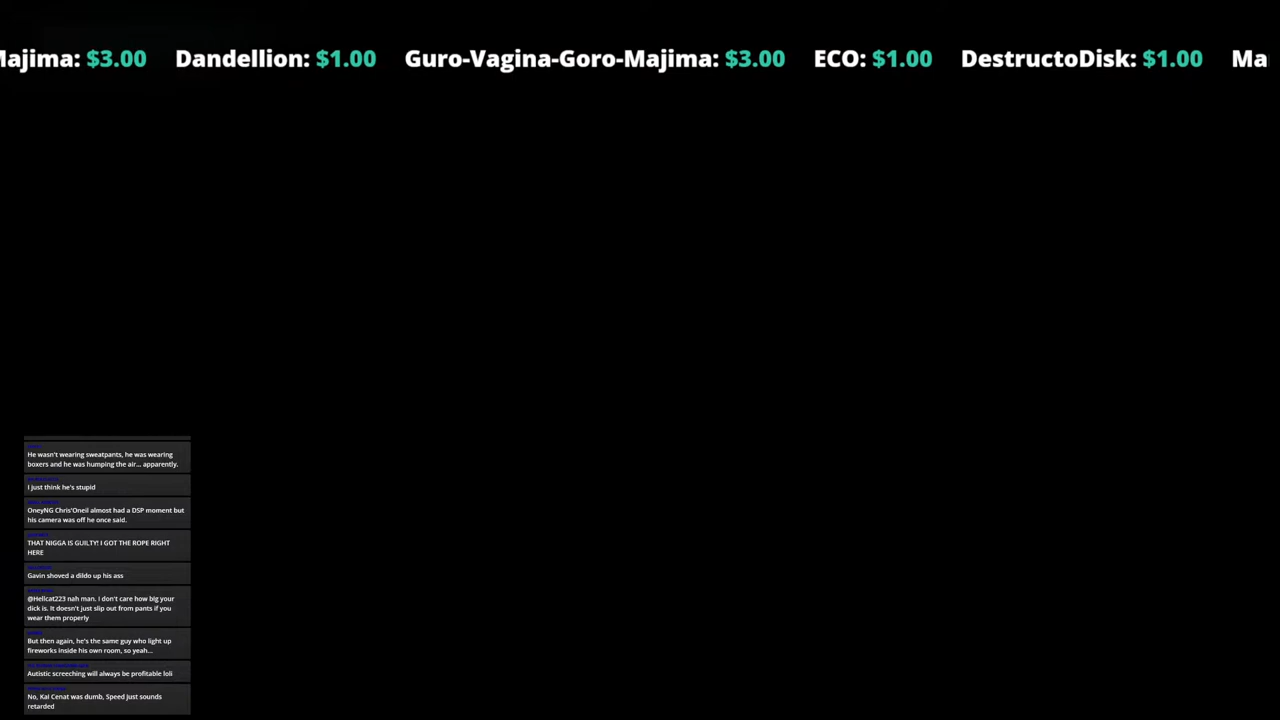 Majima: $3.00 Dandellion: $1.00 Guro-Vagina-Goro-Majima: $3.00 ECO: $1.00 DestructoDisk: $1.00 Ma
He wasn't wearing sweatpants, he was wearing
boxers and he was humping the air... apparently.
I just think he's stupid
OneyNG Chris'Oneil almost had a DSP moment but
his camera was off he once said.
THAT NIGGA IS GUILTY! I GOT THE ROPE RIGHT
HERE
Gavin shoved a dildo up his ass
@Hellcat223 nah man. I don't care how big your
dick is. It doesn't just slip out from pants if you
wear them properly
But then again, he's the same guy who light up
fireworks inside his own room, so yeah...
Autistic screeching will always be profitable loli
No, Kai Cenat was dumb, Speed just sounds
retarded